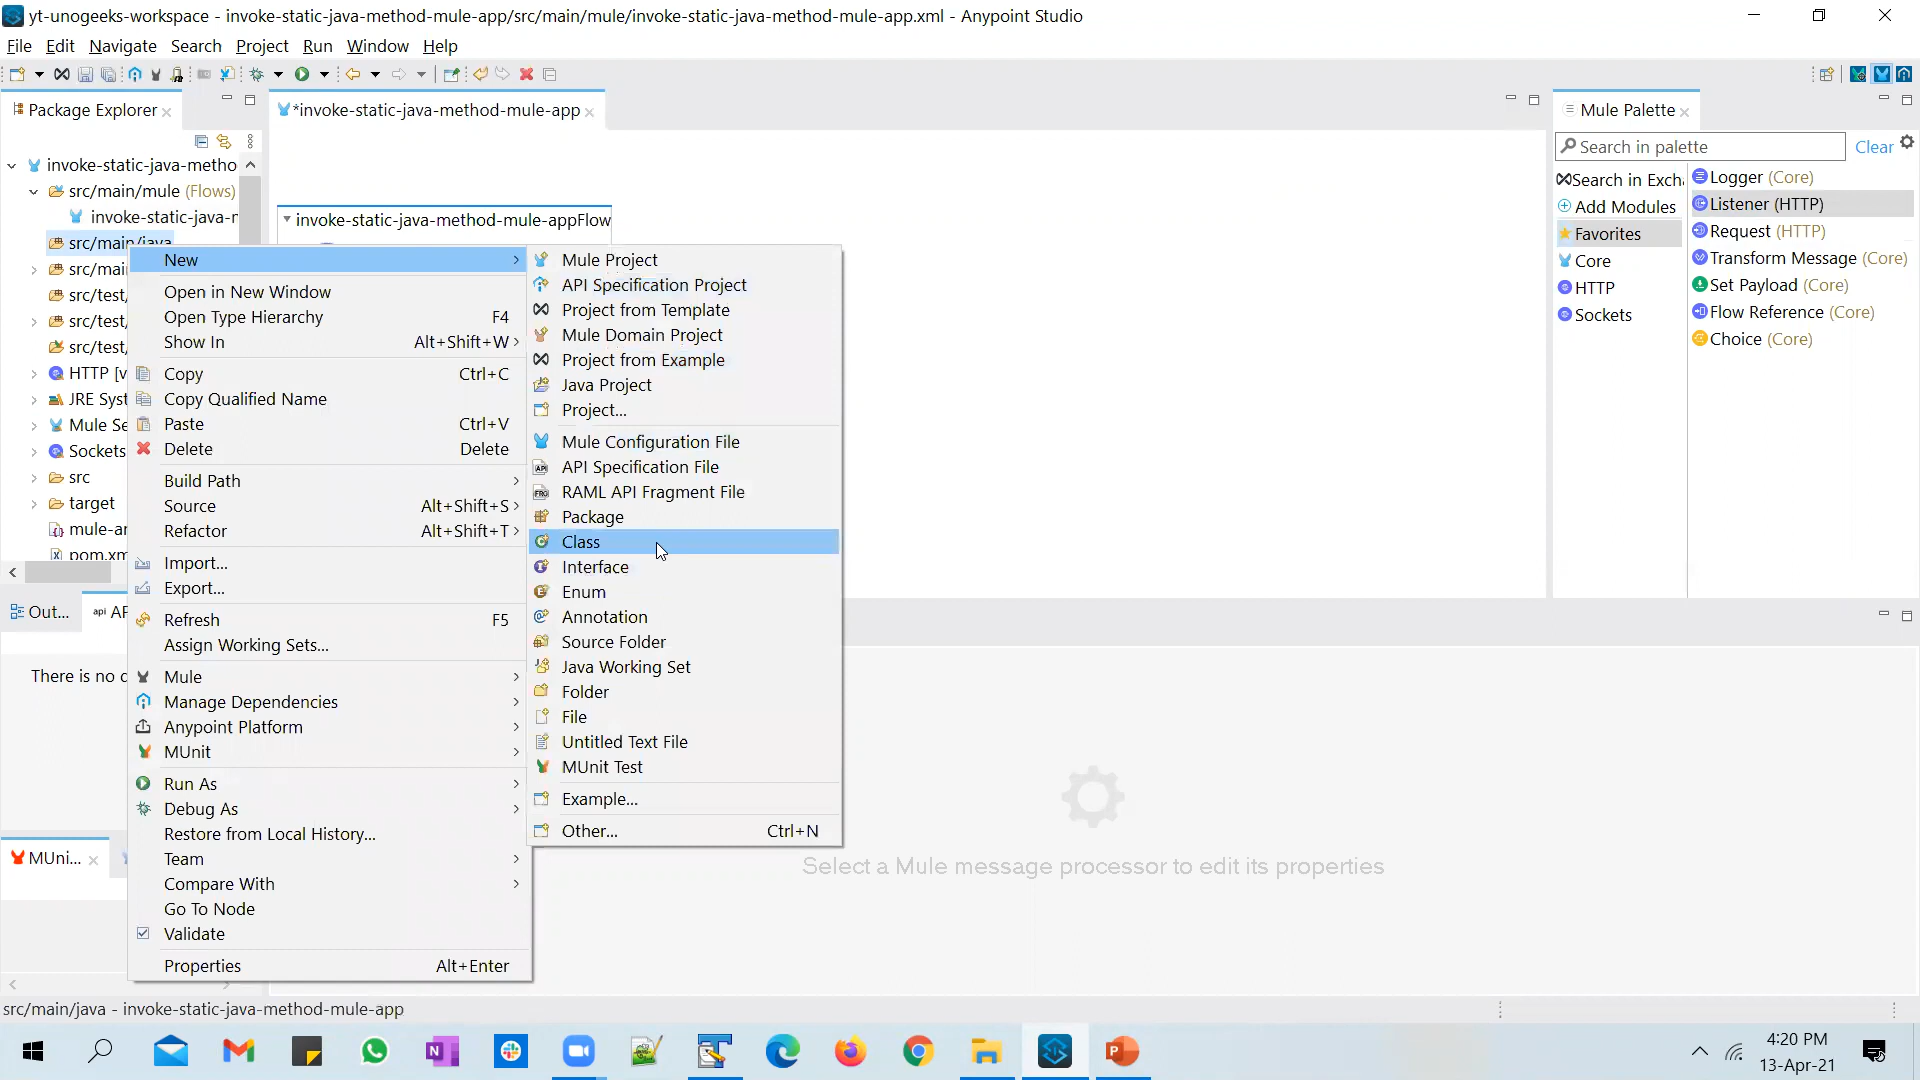 yt-unogeeks-workspace - invoke-static-java-method-mule-app/src/main/mule/invoke-static-java-method-mule-app.xml - Anypoint Studio
File Edit Navigate Search Project Run Window Help
Package Explorer
*invoke-static-java-method-mule-app
Mule Palette
Search in palette
Clear
invoke-static-java-metho
src/main/mule (Flows)
invoke-static-java-r
src/main/java
src/mai
src/test/
src/test/
src/test/
HTTP [v
JRE Syst
Mule Se
Sockets
src
target
mule-ar
pom.xm
invoke-static-java-method-mule-appFlow
New
Open in New Window
Open Type Hierarchy F4
Show In Alt+Shift+W
Copy Ctrl+C
Copy Qualified Name
Paste Ctrl+V
Delete Delete
Build Path
Source Alt+Shift+S
Refactor Alt+Shift+T
Import...
Export...
Refresh F5
Assign Working Sets...
Mule
Manage Dependencies
Anypoint Platform
MUnit
Run As
Debug As
Restore from Local History...
Team
Compare With
Go To Node
Validate
Properties Alt+Enter
Mule Project
API Specification Project
Project from Template
Mule Domain Project
Project from Example
Java Project
Project...
Mule Configuration File
API Specification File
RAML API Fragment File
Package
Class
Interface
Enum
Annotation
Source Folder
Java Working Set
Folder
File
Untitled Text File
MUnit Test
Example...
Other... Ctrl+N
Search in Exch
Add Modules
Favorites
Core
HTTP
Sockets
Logger (Core)
Listener (HTTP)
Request (HTTP)
Transform Message (Core)
Set Payload (Core)
Flow Reference (Core)
Choice (Core)
Out...
api AP
There is no c
MUni...
Select a Mule message processor to edit its properties
src/main/java - invoke-static-java-method-mule-app
4:20 PM
13-Apr-21